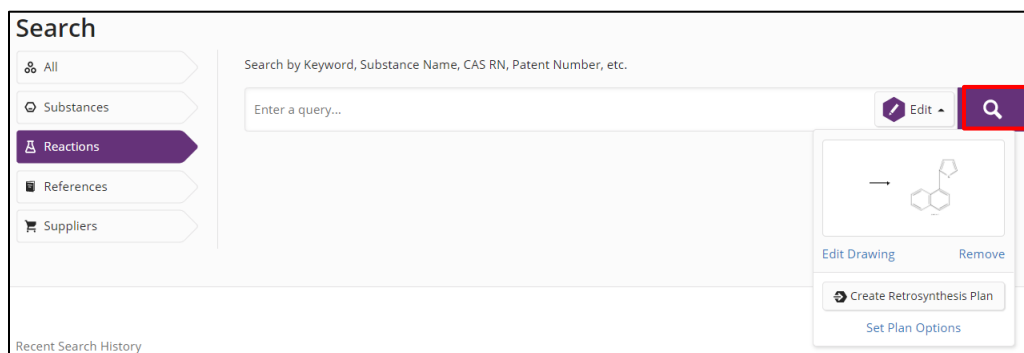 Search
All
Substances
Reactions
References
Suppliers
Search by Keyword, Substance Name, CAS RN, Patent Number, etc.
Enter a query...
Edit
Edit Drawing Remove
Create Retrosynthesis Plan
Set Plan Options
Recent Search History